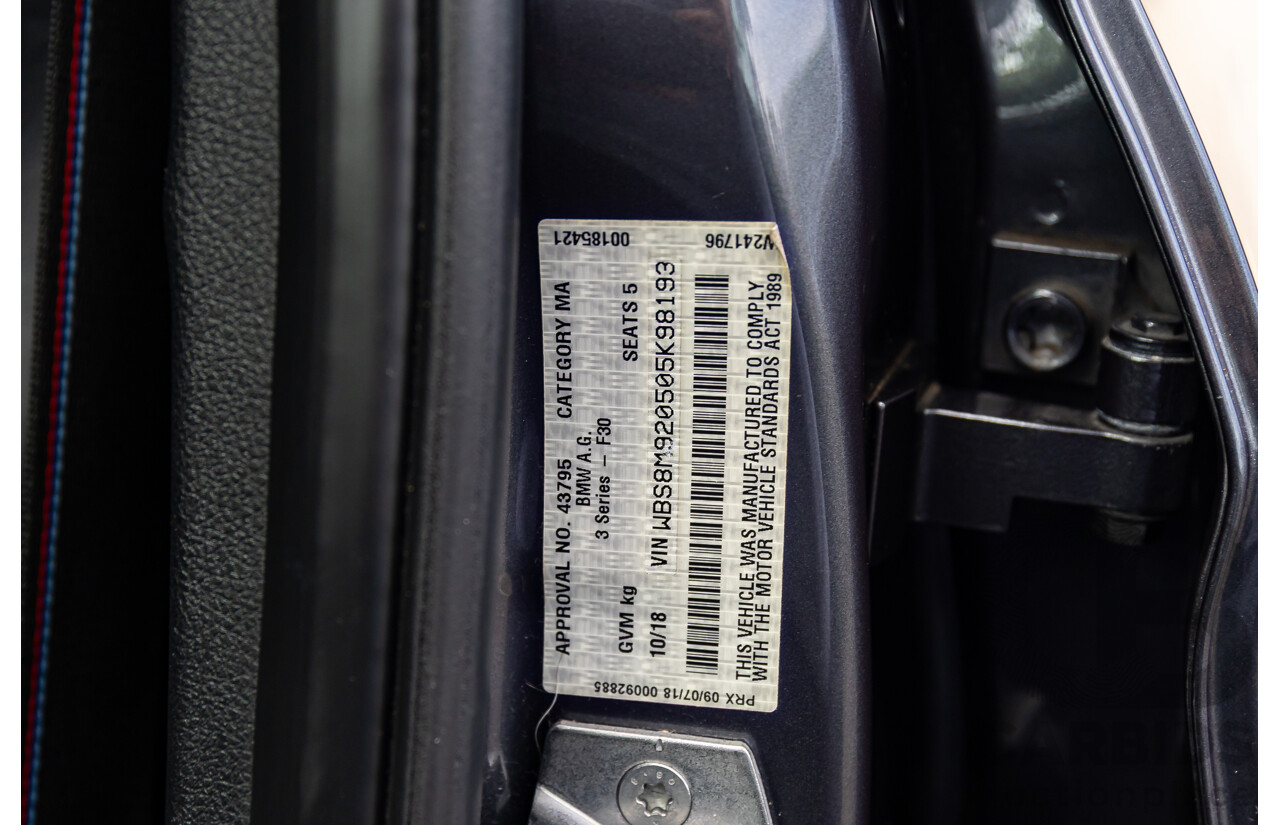 APPROVAL NO. 43795 CATEGORY MA
BMW A.G.
3 Series – F30
GVM kg SEATS 5
10/18 VIN WBS8M920505K98193
THIS VEHICLE WAS MANUFACTURED TO COMPLY
WITH THE MOTOR VEHICLE STANDARDS ACT 1989
00185421 W241796
PRX 09/07/18 00092885